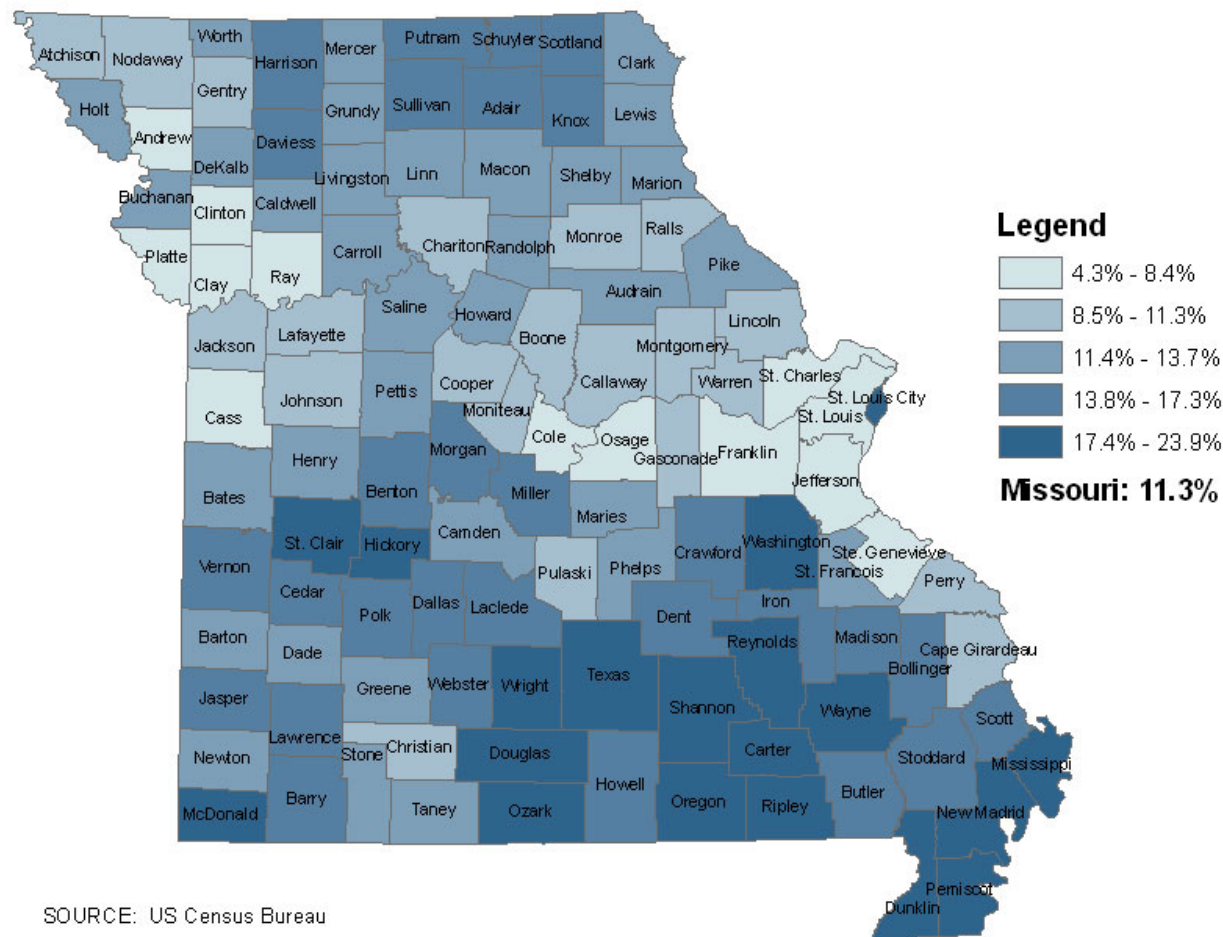 Worth
Putnam
Schuyler
Scotland
Atchison
Nodaway
Harrison
Mercer
Clark
Gentry
Holt
Grundy
Sullivan
Adair
Knox
Lewis
Andrew
Daviess
DeKalb
Livingston
Linn
Macon
Shelby
Marion
Buchanan
Clinton
Caldwell
Platte
Clay
Ray
Carroll
Chariton
Randolph
Monroe
Ralls
Pike
Audrain
Saline
Howard
Lincoln
Jackson
Lafayette
Boone
Montgomery
Callaway
Warren
St. Charles
Cooper
Pettis
Johnson
Cass
Moniteau
St. Louis City
St. Louis
Cole
Osage
Gasconade
Franklin
Morgan
Henry
Jefferson
Benton
Miller
Bates
Maries
Camden
St. Clair
Hickory
Washington
Ste. Genevieve
Crawford
St. Francois
Vernon
Pulaski
Phelps
Perry
Cedar
Polk
Dallas
Laclede
Dent
Iron
Barton
Dade
Reynolds
Madison
Cape Girardeau
Bollinger
Greene
Webster
Wright
Texas
Jasper
Shannon
Wayne
Scott
Lawrence
Newton
Stone
Christian
Douglas
Carter
Stoddard
Mississippi
Howell
McDonald
Barry
Taney
Ozark
Oregon
Ripley
Butler
New Madrid
Pemiscot
Dunklin
Legend
4.3% - 8.4%
8.5% - 11.3%
11.4% - 13.7%
13.8% - 17.3%
17.4% - 23.9%
Missouri: 11.3%
SOURCE: US Census Bureau